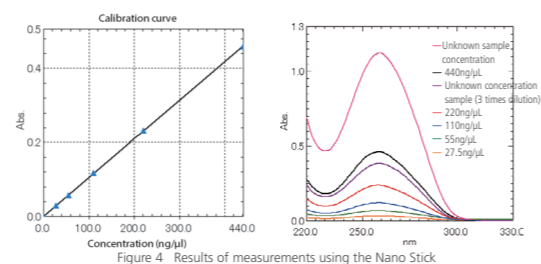 Calibration curve
0.5
0.4
0.2
0.0
Abs.
0 100.0 200.0 300.0 440.0
Concentration (ng/µl)
1.3
1.0
0.5
0.0
Abs.
220.0 250.0 300.0 330.C
nm
Unknown sample
concentration
440ng/µL
Unknown concentration
sample (3 times dilution)
220ng/µL
110ng/µL
55ng/µL
27.5ng/µL
Figure 4 Results of measurements using the Nano Stick